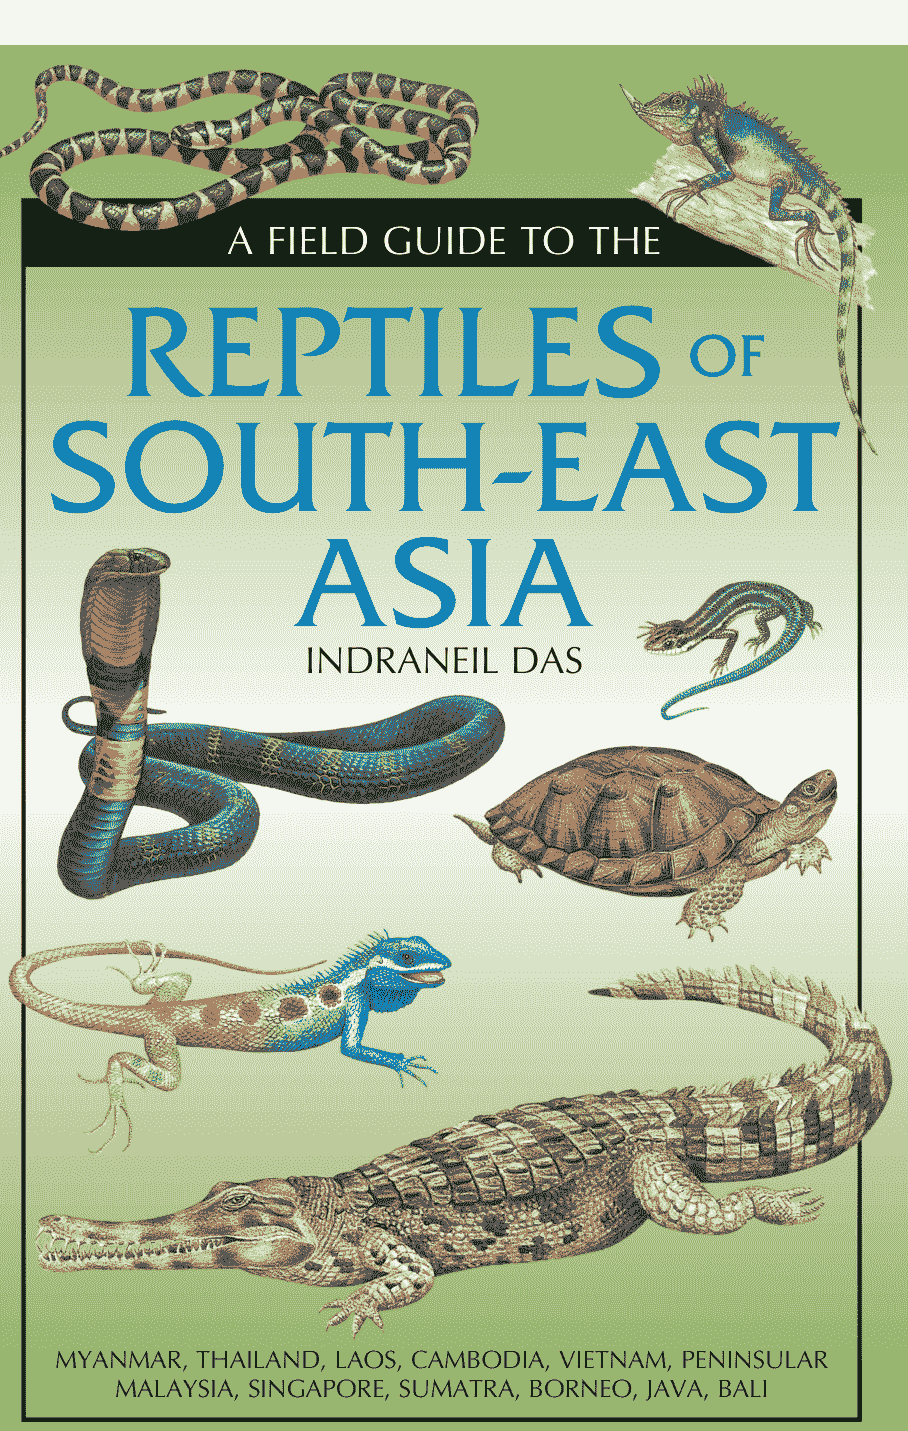 A FIELD GUIDE TO THE
REPTILES OF
SOUTH-EAST
ASIA
INDRANEIL DAS
MYANMAR, THAILAND, LAOS, CAMBODIA, VIETNAM, PENINSULAR
MALAYSIA, SINGAPORE, SUMATRA, BORNEO, JAVA, BALI